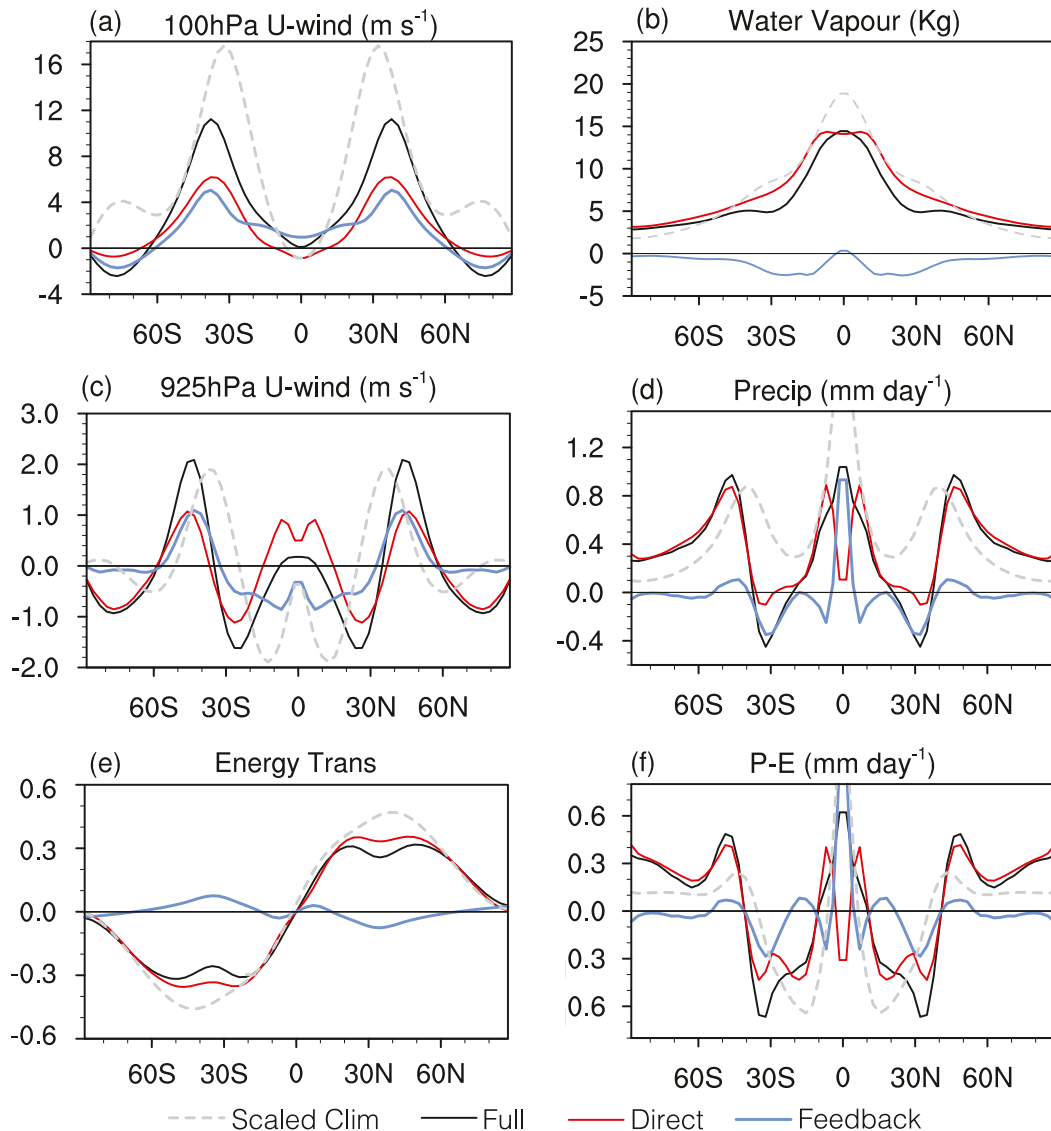 (a) 100hPa U-wind (m s⁻¹)
16
12
8
4
0
-4
60S 30S 0 30N 60N
(b) Water Vapour (Kg)
25
20
15
10
5
0
-5
60S 30S 0 30N 60N
(c) 925hPa U-wind (m s⁻¹)
3.0
2.0
1.0
0.0
-1.0
-2.0
60S 30S 0 30N 60N
(d) Precip (mm day⁻¹)
1.2
0.8
0.4
0.0
-0.4
60S 30S 0 30N 60N
(e) Energy Trans
0.6
0.3
0.0
-0.3
-0.6
60S 30S 0 30N 60N
(f) P-E (mm day⁻¹)
0.6
0.3
0.0
0.3
0.6
60S 30S 0 30N 60N
Scaled Clim Full Direct Feedback